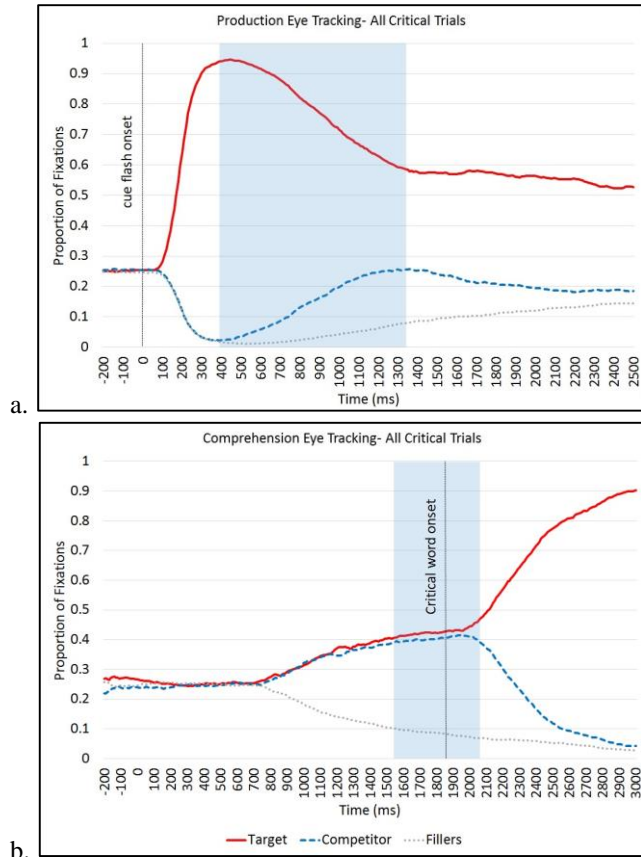 Production Eye Tracking- All Critical Trials
Proportion of Fixations
1
0.9
0.8
0.7
0.6
0.5
0.4
0.3
0.2
0.1
0
cue flash onset
-200 -100 0 100 200 300 400 500 600 700 800 900 1000 1100 1200 1300 1400 1500 1600 1700 1800 1900 2000 2100 2200 2300 2400 2500
Time (ms)
a.
Comprehension Eye Tracking- All Critical Trials
Proportion of Fixations
1
0.9
0.8
0.7
0.6
0.5
0.4
0.3
0.2
0.1
0
Critical word onset
-200 -100 0 100 200 300 400 500 600 700 800 900 1000 1100 1200 1300 1400 1500 1600 1700 1800 1900 2000 2100 2200 2300 2400 2500 2600 2700 2800 2900 3000
Time (ms)
b.
Target Competitor Fillers